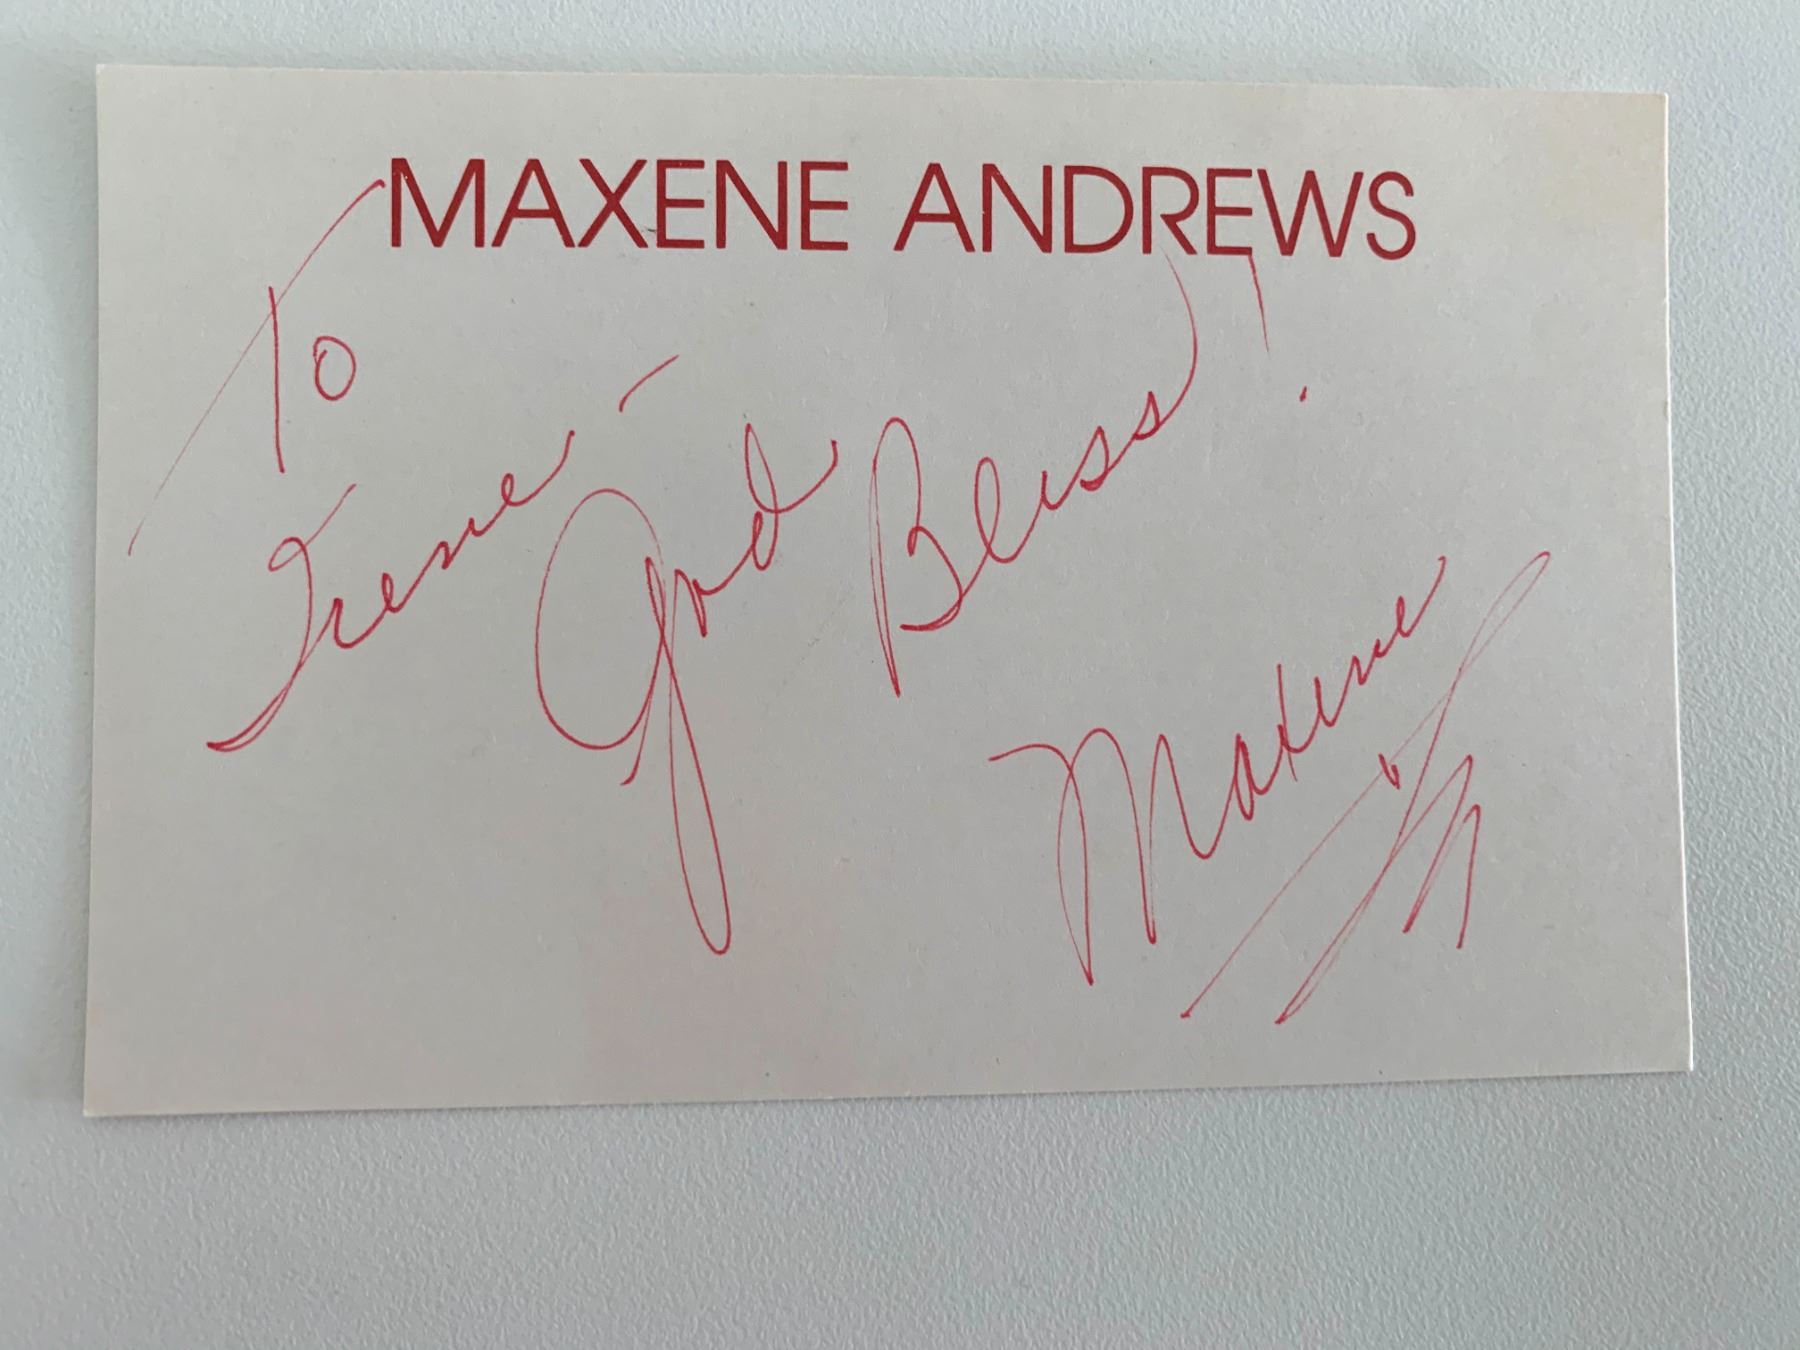 MAXENE ANDREWS
To
Irene -
God Bless!
Maxene